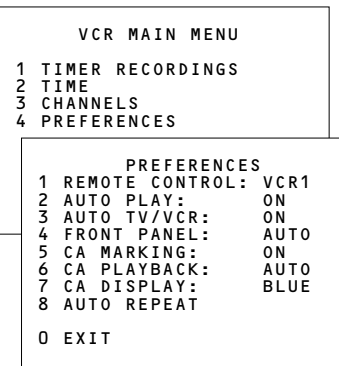 VCR MAIN MENU
1 TIMER RECORDINGS
2 TIME
3 CHANNELS
4 PREFERENCES
PREFERENCES
1 REMOTE CONTROL: VCR1
2 AUTO PLAY: ON
3 AUTO TV/VCR: ON
4 FRONT PANEL: AUTO
5 CA MARKING: ON
6 CA PLAYBACK: AUTO
7 CA DISPLAY: BLUE
8 AUTO REPEAT
0 EXIT